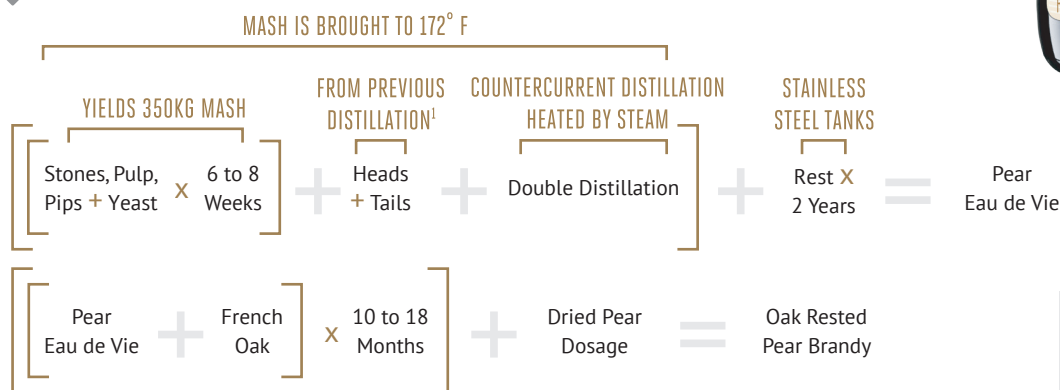 MASH IS BROUGHT TO 172° F
YIELDS 350KG MASH
FROM PREVIOUS
DISTILLATION¹
COUNTERCURRENT DISTILLATION
HEATED BY STEAM
STAINLESS
STEEL TANKS
Stones, Pulp,
Pips + Yeast
x
6 to 8
Weeks
+
Heads
+ Tails
+
Double Distillation
+
Rest x
2 Years
=
Pear
Eau de Vie
Pear
Eau de Vie
+
French
Oak
x
10 to 18
Months
+
Dried Pear
Dosage
=
Oak Rested
Pear Brandy